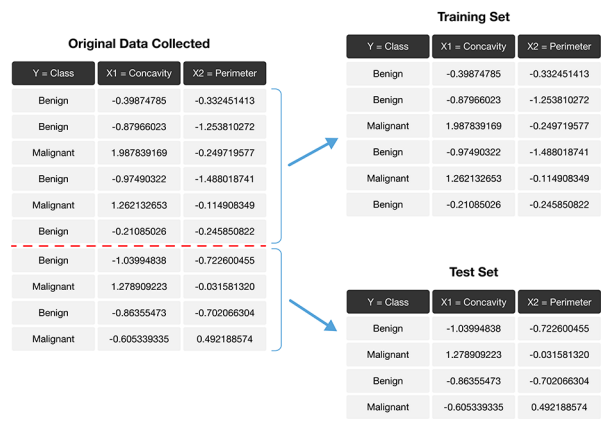 Original Data Collected
Y = Class X1 = Concavity X2 = Perimeter
Benign -0.39874785 -0.332451413
Benign -0.87966023 -1.253810272
Malignant 1.987839169 -0.249719577
Benign -0.97490322 -1.488018741
Malignant 1.262132653 -0.114908349
Benign -0.21085026 -0.245850822
Benign -1.03994838 -0.722600455
Malignant 1.278909223 -0.031581320
Benign -0.86355473 -0.702066304
Malignant -0.605339335 0.492188574
Training Set
Y = Class X1 = Concavity X2 = Perimeter
Benign -0.39874785 -0.332451413
Benign -0.87966023 -1.253810272
Malignant 1.987839169 -0.249719577
Benign -0.97490322 -1.488018741
Malignant 1.262132653 -0.114908349
Benign -0.21085026 -0.245850822
Test Set
Y = Class X1 = Concavity X2 = Perimeter
Benign -1.03994838 -0.722600455
Malignant 1.278909223 -0.031581320
Benign -0.86355473 -0.702066304
Malignant -0.605339335 0.492188574